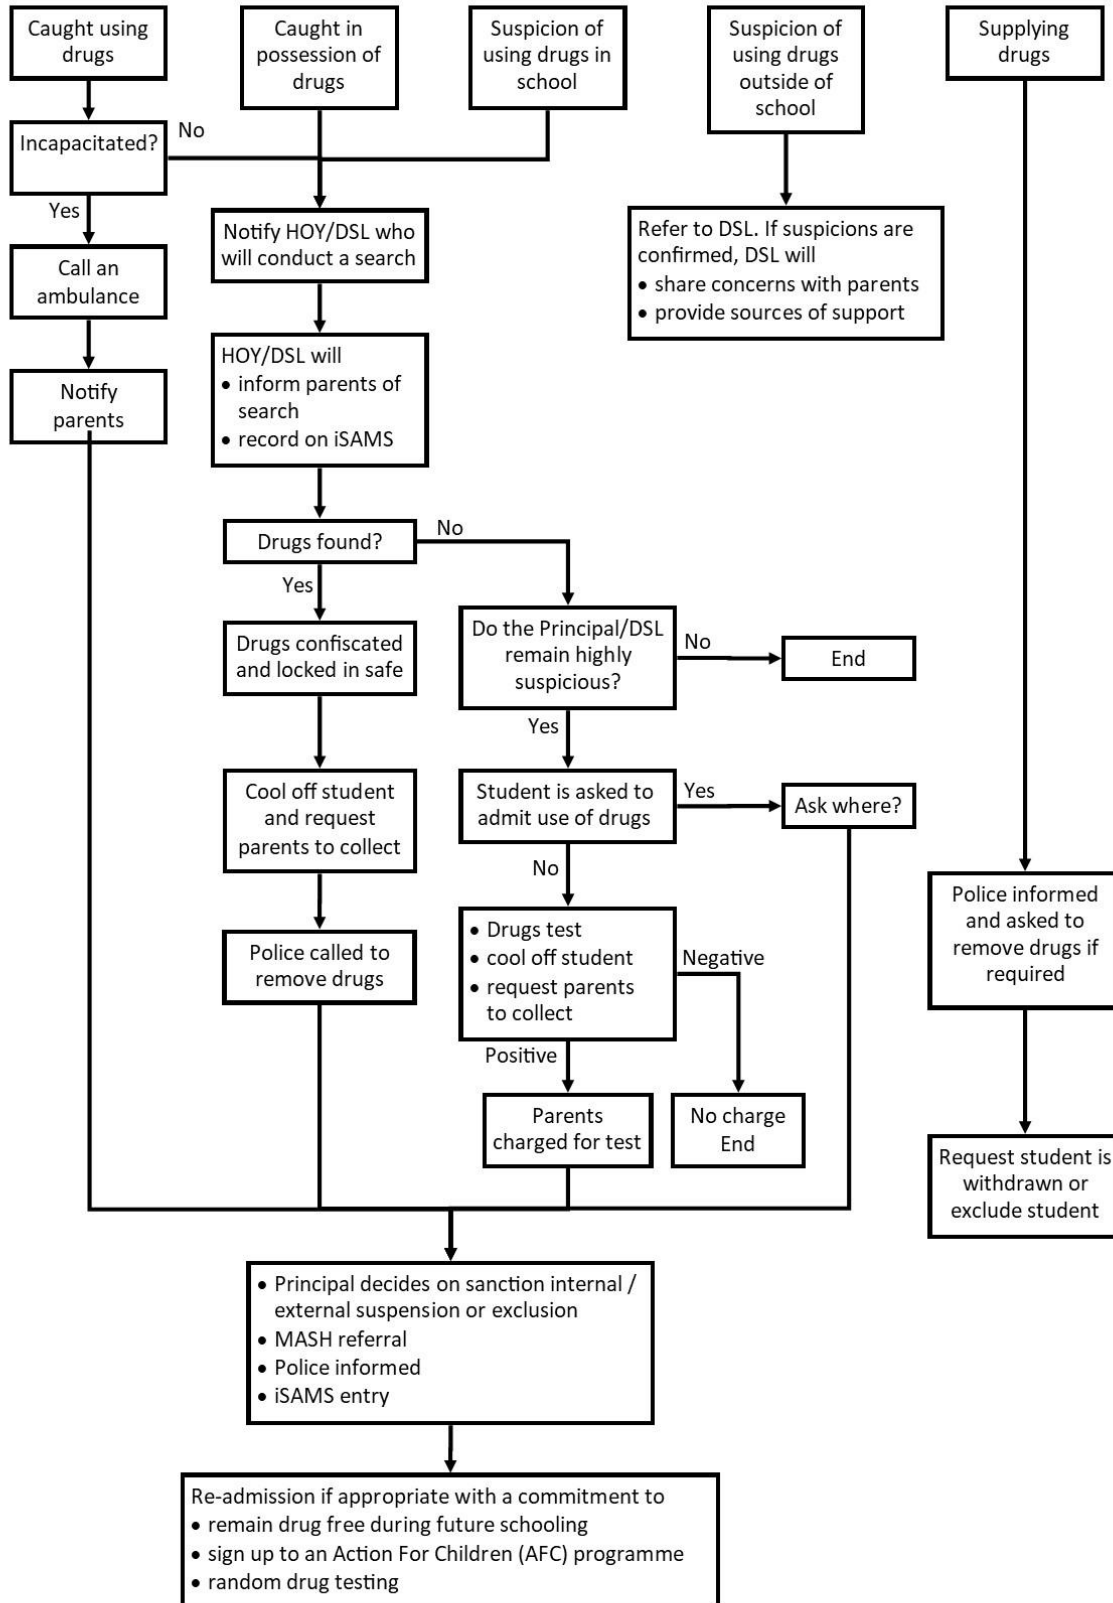 Caught using
drugs
Caught in
possession of
drugs
Suspicion of
using drugs in
school
Suspicion of
using drugs
outside of
school
Supplying
drugs
Incapacitated?
No
Yes
Call an
ambulance
Notify
parents
Notify HOY/DSL who
will conduct a search
HOY/DSL will
• inform parents of
search
• record on iSAMS
Refer to DSL. If suspicions are
confirmed, DSL will
• share concerns with parents
• provide sources of support
Drugs found?
No
Yes
Drugs confiscated
and locked in safe
Cool off student
and request
parents to collect
Police called to
remove drugs
Do the Principal/DSL
remain highly
suspicious?
No
End
Yes
Student is asked to
admit use of drugs
Yes
Ask where?
No
• Drugs test
• cool off student
• request parents
to collect
Negative
Positive
Parents
charged for test
No charge
End
Police informed
and asked to
remove drugs if
required
Request student is
withdrawn or
exclude student
• Principal decides on sanction internal /
external suspension or exclusion
• MASH referral
• Police informed
• iSAMS entry
Re-admission if appropriate with a commitment to
• remain drug free during future schooling
• sign up to an Action For Children (AFC) programme
• random drug testing